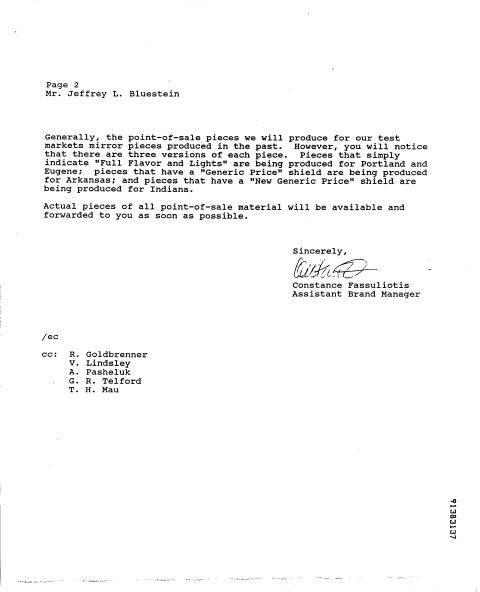 Page 2
Mr. Jeffrey L. Bluestein
Generally, the point-of-sale pieces we will produce for our test
markets mirror pieces produced in the past. However, you will notice
that there are three versions of each piece. Pieces that simply
indicate "Full Flavor and Lights" are being produced for Portland and
Eugene; pieces that have a "Generic Price" shield are being produced
for Arkansas; and pieces that have a "New Generic Price" shield are
being produced for Indiana.
Actual pieces of all point-of-sale material will be available and
forwarded to you as soon as possible.
Sincerely,
Constance Fassuliotis
Assistant Brand Manager
/ec
cc: R. Goldbrenner
V. Lindsley
A. Pasheluk
G. R. Telford
T. H. Mau
91383137